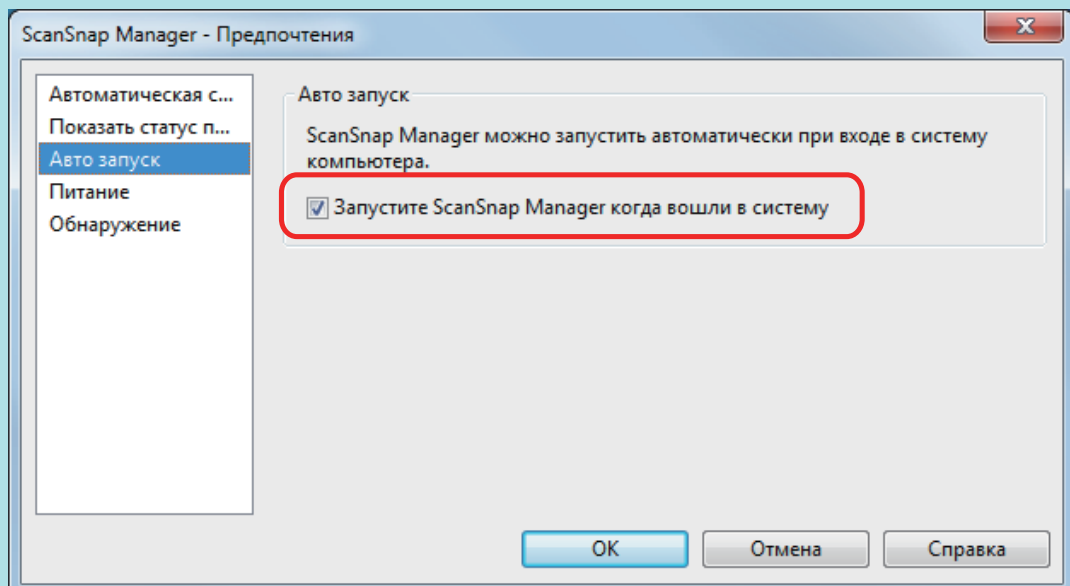 ScanSnap Manager - Предпочтения
Автоматическая с...
Показать статус п...
Авто запуск
Питание
Обнаружение
Авто запуск
ScanSnap Manager можно запустить автоматически при входе в систему
компьютера.
Запустите ScanSnap Manager когда вошли в систему
OK
Отмена
Справка